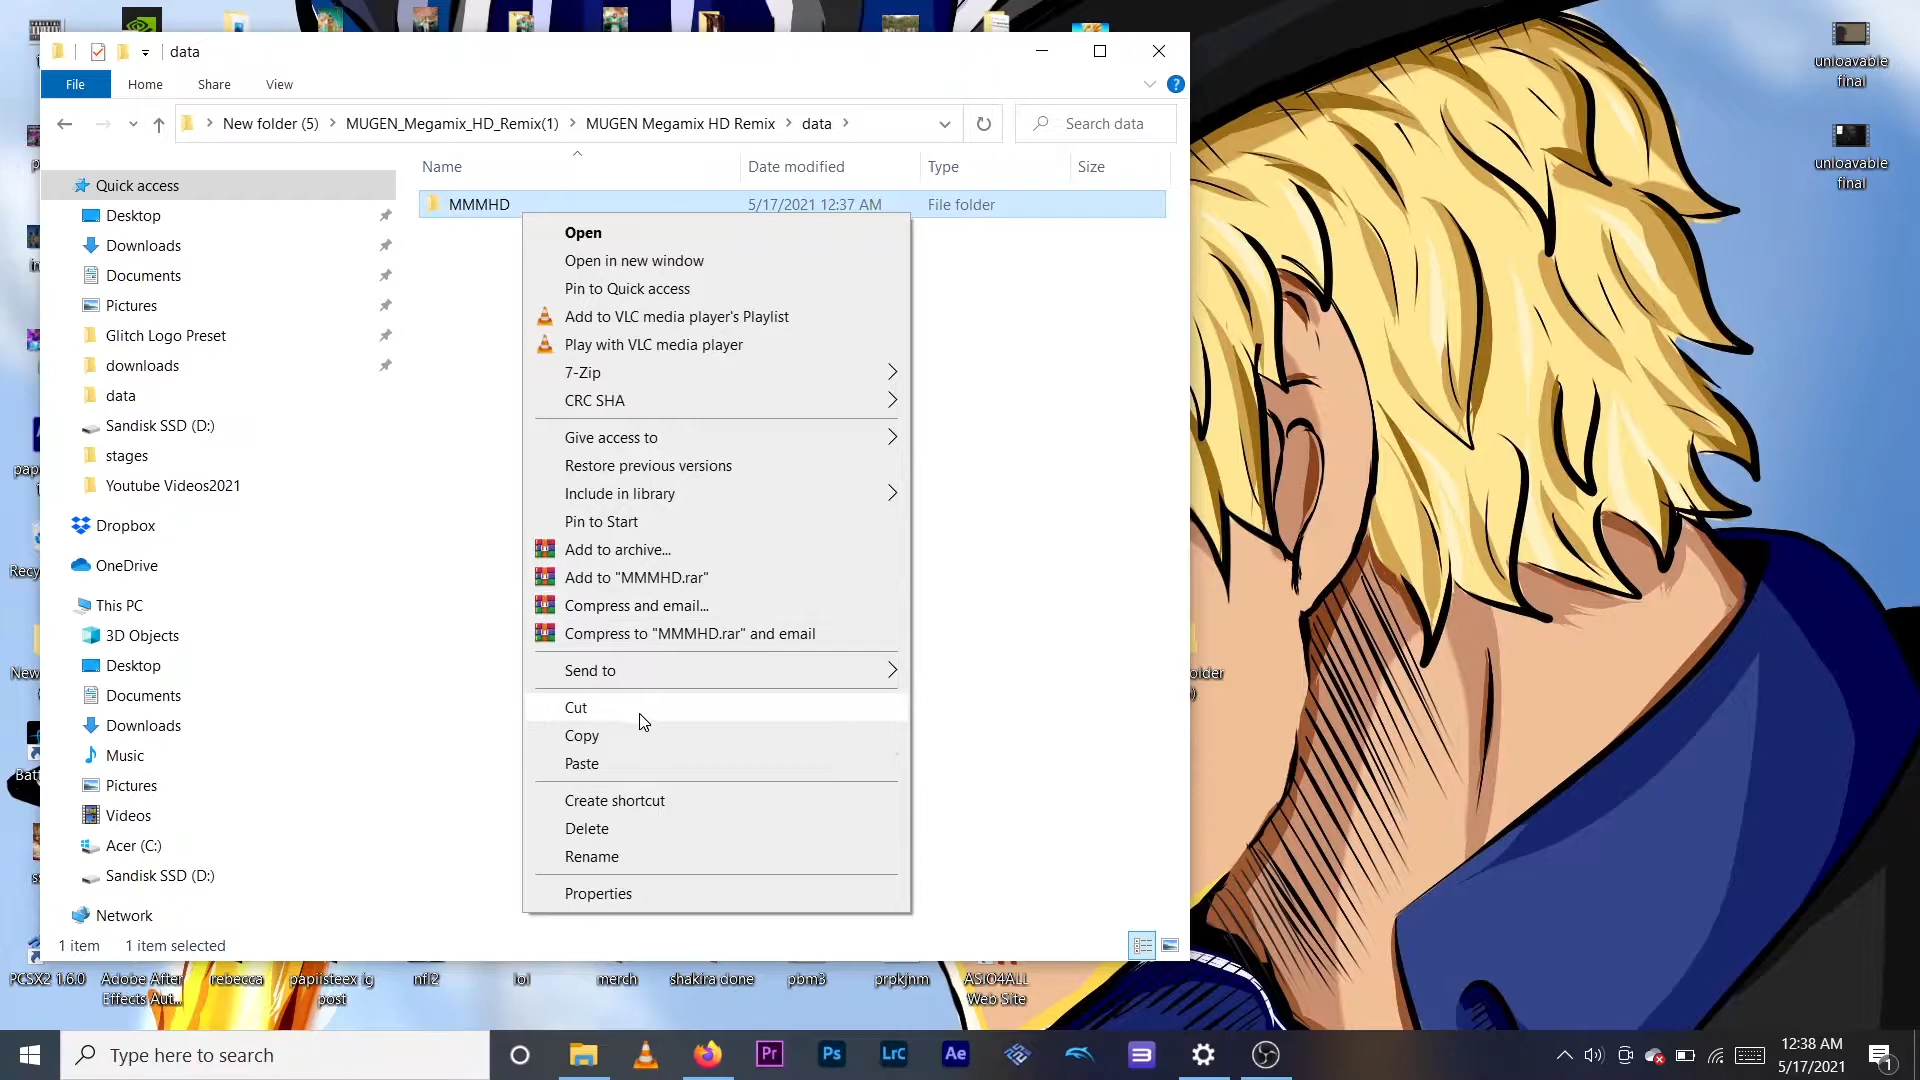 data
File
Home
Share
View
New folder (5)
MUGEN_Megamix_HD_Remix(1)
MUGEN Megamix HD Remix
data
Search data
Name
Date modified
Type
Size
Quick access
Desktop
Downloads
Documents
Pictures
Glitch Logo Preset
downloads
data
Sandisk SSD (D:)
stages
Youtube Videos2021
Dropbox
OneDrive
This PC
3D Objects
Desktop
Documents
Downloads
Music
Pictures
Videos
Acer (C:)
Sandisk SSD (D:)
Network
MMMHD
5/17/2021 12:37 AM
File folder
Open
Open in new window
Pin to Quick access
Add to VLC media player's Playlist
Play with VLC media player
7-Zip
CRC SHA
Give access to
Restore previous versions
Include in library
Pin to Start
Add to archive...
Add to "MMMHD.rar"
Compress and email...
Compress to "MMMHD.rar" and email
Send to
Cut
Copy
Paste
Create shortcut
Delete
Rename
Properties
1 item
1 item selected
unloavable
final
unloavable
final
PCSX2 1.6.0
Adobe After
Effects Aut...
rebecca
papiisteex ig
post
nfl2
lol
merch
shakira done
pbm3
prpkjnm
ASIO4ALL
Web Site
Type here to search
Pr
Ps
LrC
Ae
12:38 AM
5/17/2021
1